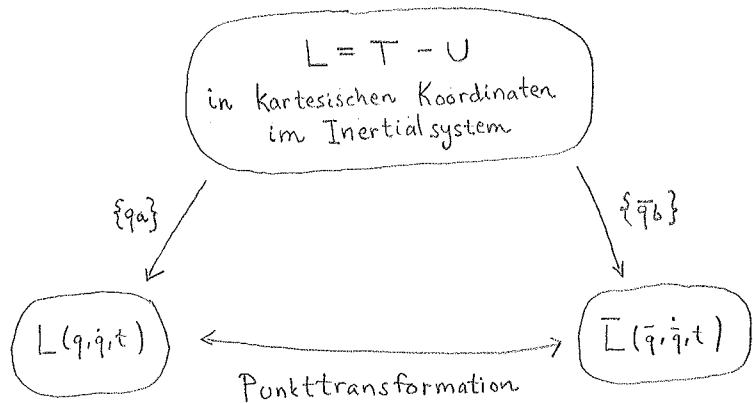 L = T - U
in kartesischen Koordinaten
im Inertialsystem
{qa}
{q̄b}
L(q,q̇,t)
L̄(q̄,q̄̇,t)
Punkttransformation